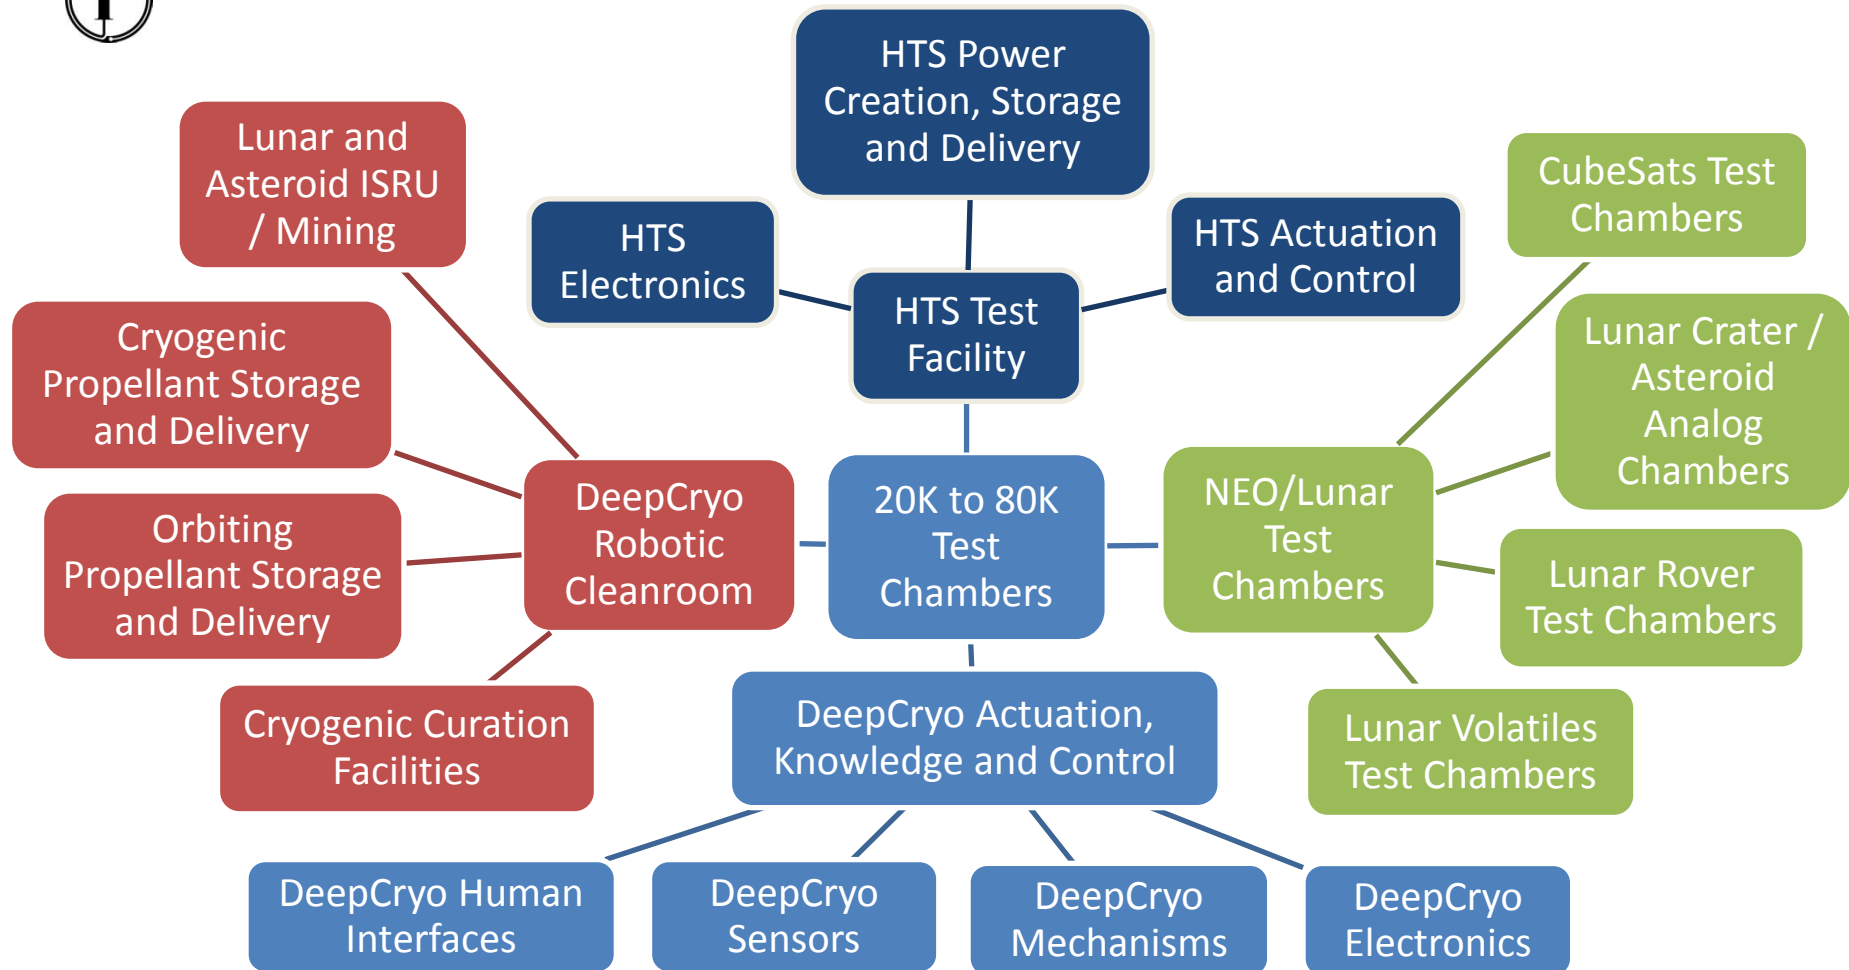 HTS Power
Creation, Storage
and Delivery
Lunar and
Asteroid ISRU
/ Mining
CubeSats Test
Chambers
HTS
Electronics
HTS Actuation
and Control
HTS Test
Facility
Cryogenic
Propellant Storage
and Delivery
Lunar Crater /
Asteroid
Analog
Chambers
DeepCryo
Robotic
Cleanroom
20K to 80K
Test
Chambers
NEO/Lunar
Test
Chambers
Orbiting
Propellant Storage
and Delivery
Lunar Rover
Test Chambers
Cryogenic Curation
Facilities
DeepCryo Actuation,
Knowledge and Control
Lunar Volatiles
Test Chambers
DeepCryo Human
Interfaces
DeepCryo
Sensors
DeepCryo
Mechanisms
DeepCryo
Electronics